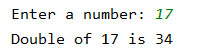 Enter a number: 17
Double of 17 is 34